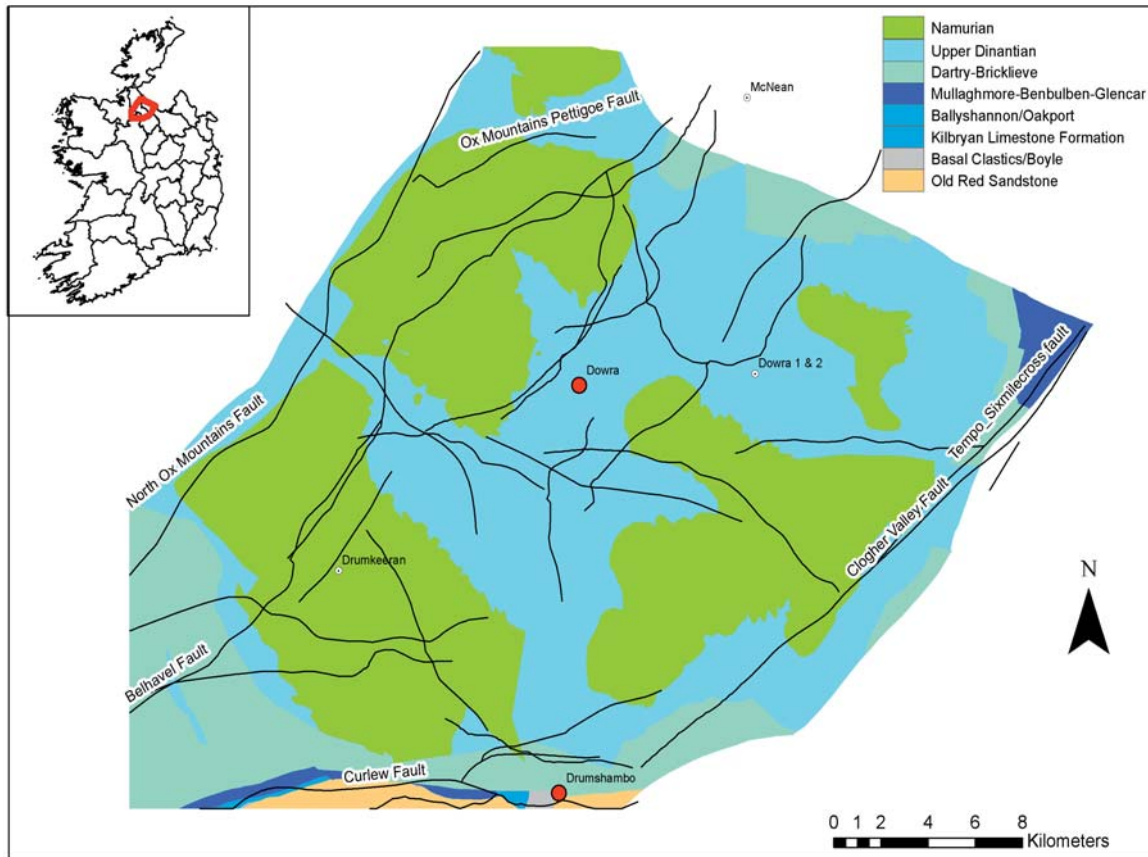 Namurian
Upper Dinantian
Dartry-Bricklieve
Mullaghmore-Benbulben-Glencar
Ballyshannon/Oakport
Kilbryan Limestone Formation
Basal Clastics/Boyle
Old Red Sandstone
McNean
Ox Mountains Pettigoe Fault
Dowra
Dowra 1 & 2
Tempo_Sixmilecross fault
North Ox Mountains Fault
Clogher Valley Fault
Drumkeeran
N
Belhavel Fault
Curlew Fault
Drumshambo
0 1 2 4 6 8
Kilometers